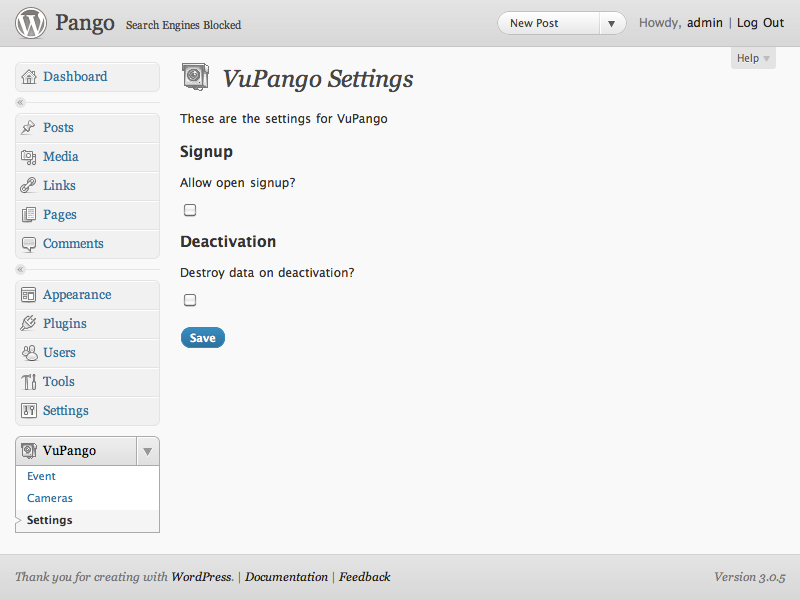 Pango Search Engines Blocked New Post Howdy, admin | Log Out
Help
Dashboard
Posts
Media
Links
Pages
Comments
Appearance
Plugins
Users
Tools
Settings
VuPango
Event
Cameras
Settings
VuPango Settings
These are the settings for VuPango
Signup
Allow open signup?
Deactivation
Destroy data on deactivation?
Save
Thank you for creating with WordPress. | Documentation | Feedback Version 3.0.5